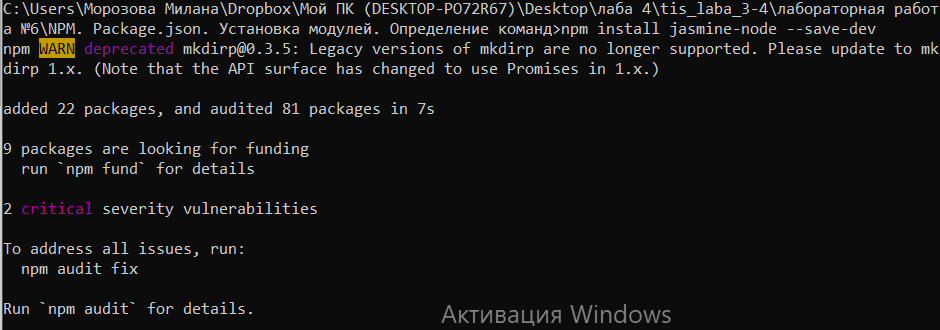 C:\Users\Морозова Милана\Dropbox\Мой ПК (DESKTOP-PO72R67)\Desktop\лаба 4\tis_laba_3-4\лабораторная работ
а №6\NPM. Package.json. Установка модулей. Определение команд>npm install jasmine-node --save-dev
npm WARN deprecated mkdirp@0.3.5: Legacy versions of mkdirp are no longer supported. Please update to mk
dirp 1.x. (Note that the API surface has changed to use Promises in 1.x.)
added 22 packages, and audited 81 packages in 7s
9 packages are looking for funding
run `npm fund` for details
2 critical severity vulnerabilities
To address all issues, run:
npm audit fix
Run `npm audit` for details.
Активация Windows